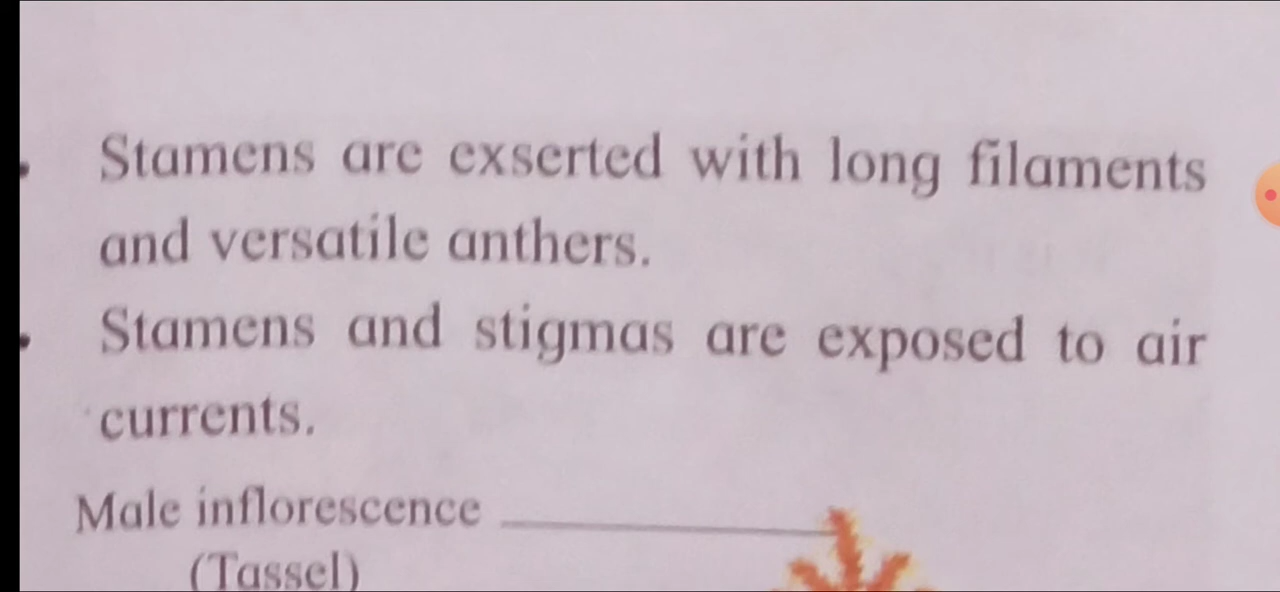 Stamens are exserted with long filaments
and versatile anthers.
Stamens and stigmas are exposed to air
currents.
Male inflorescence
(Tassel)